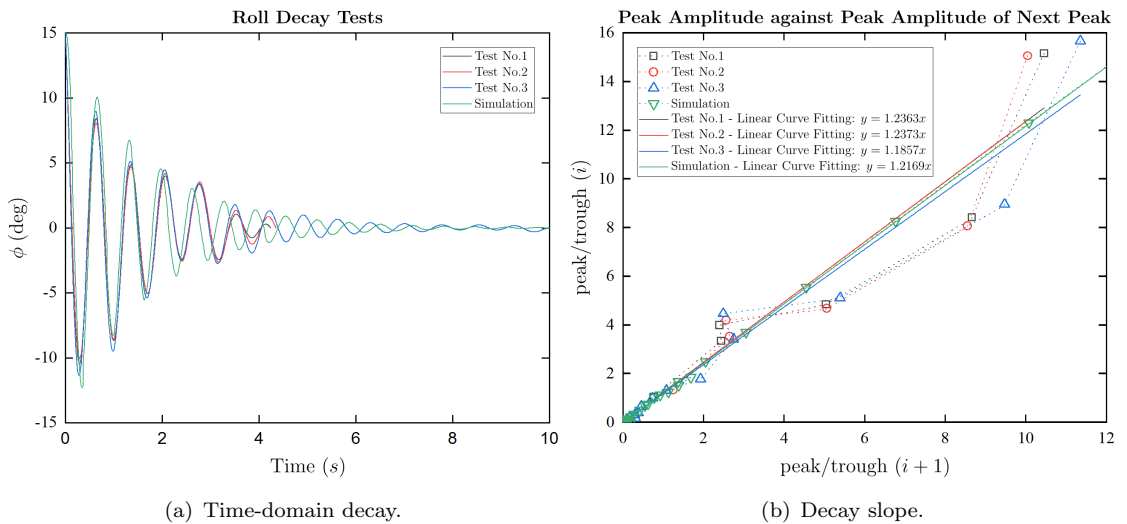 Roll Decay Tests
15
10
5
0
-5
-10
-15
ϕ (deg)
Test No.1
Test No.2
Test No.3
Simulation
0
2
4
6
8
10
Time (s)
(a) Time-domain decay.
Peak Amplitude against Peak Amplitude of Next Peak
16
14
12
10
8
6
4
2
0
peak/trough (i)
Test No.1
Test No.2
Test No.3
Simulation
Test No.1 - Linear Curve Fitting: y = 1.2363x
Test No.2 - Linear Curve Fitting: y = 1.2373x
Test No.3 - Linear Curve Fitting: y = 1.1857x
Simulation - Linear Curve Fitting: y = 1.2169x
0
2
4
6
8
10
12
peak/trough (i + 1)
(b) Decay slope.